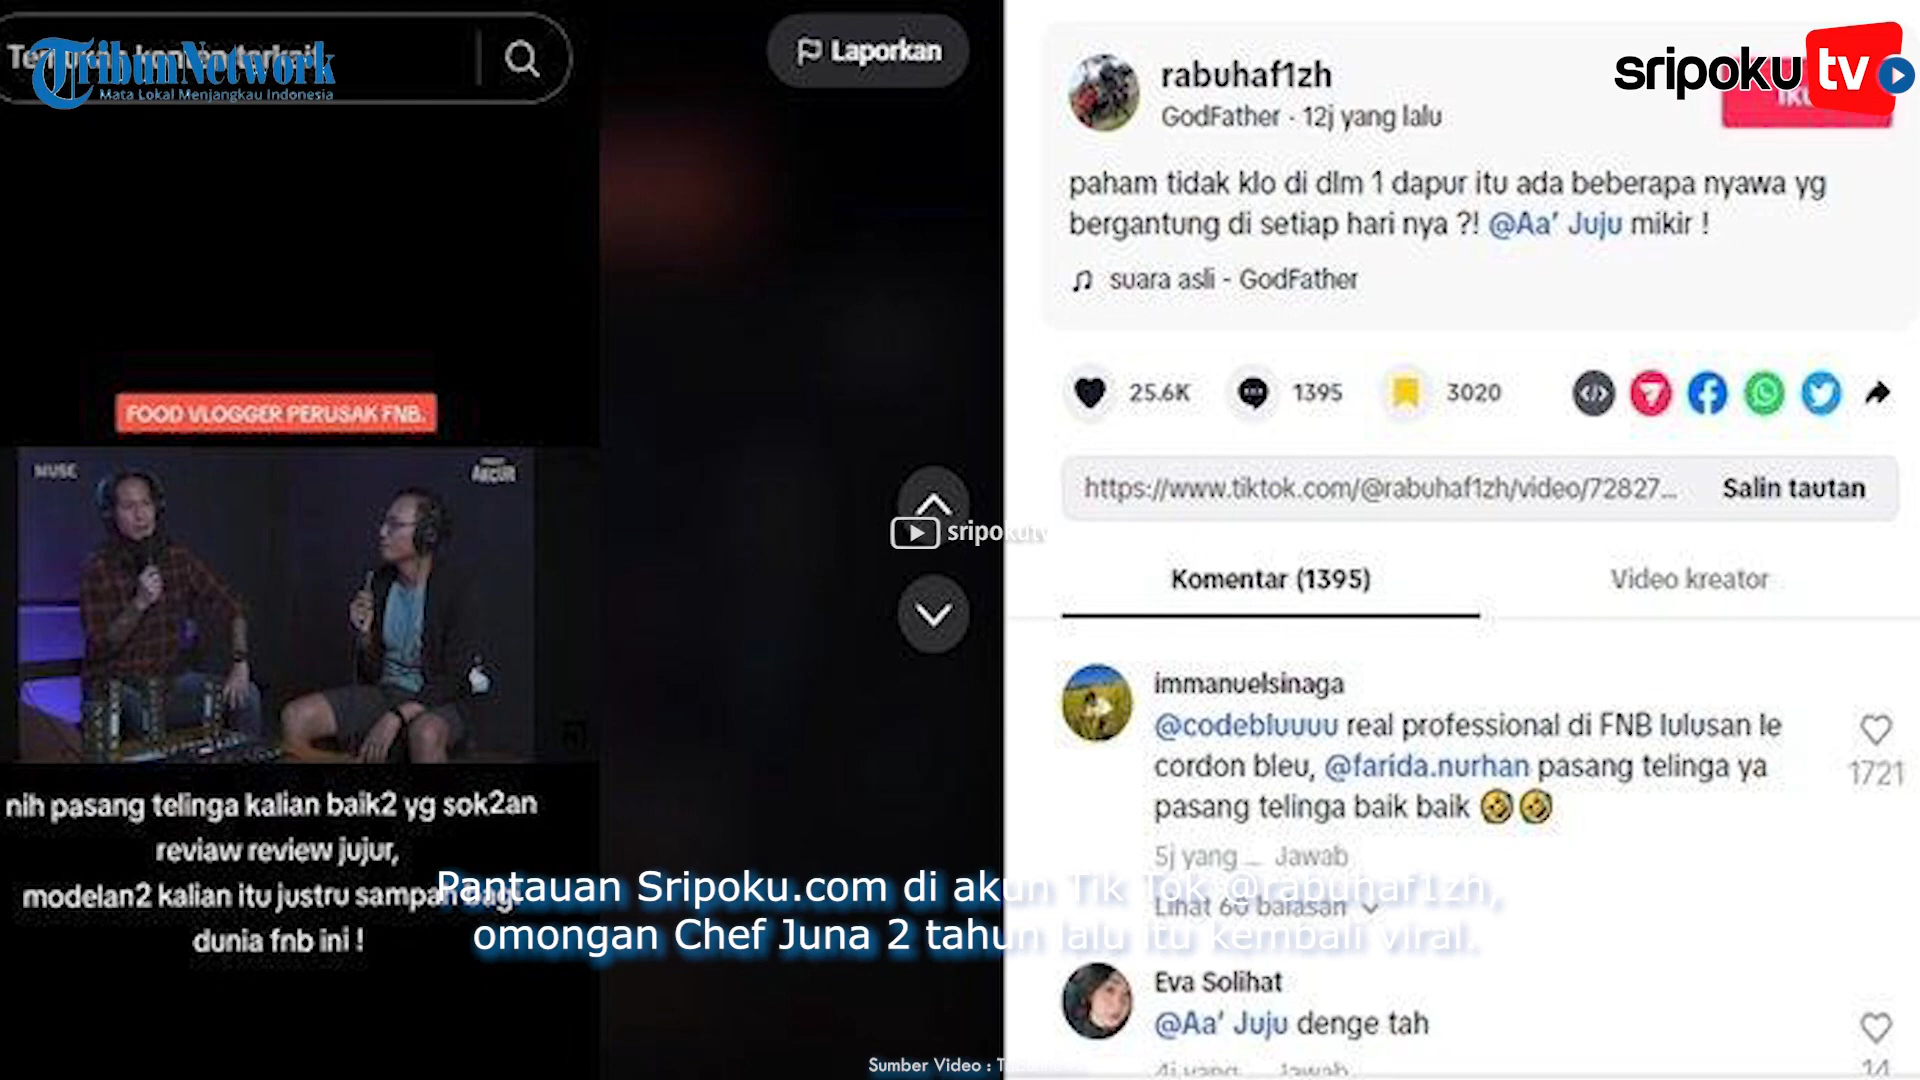 TribunNetwork
Mata Lokal Menjangkau Indonesia
Laporkan
FOOD VLOGGER PERUSAK FNB.
MUSE
nih pasang telinga kalian baik2 yg sok2an
reviaw review jujur,
modelan2 kalian itu justru sampah bagi
dunia fnb ini !
sripokutv
sripoku tv
rabuhaf1zh
GodFather · 12j yang lalu
paham tidak klo di dlm 1 dapur itu ada beberapa nyawa yg
bergantung di setiap hari nya ?! @Aa' Juju mikir !
suara asli - GodFather
25.6K 1395 3020
https://www.tiktok.com/@rabuhaf1zh/video/72827... Salin tautan
Komentar (1395) Video kreator
immanuelsinaga
@codebluuuu real professional di FNB lulusan le
cordon bleu, @farida.nurhan pasang telinga ya
pasang telinga baik baik 🤣🤣
1721
5j yang ... Jawab
Lihat 60 balasan
Pantauan Sripoku.com di akun Tik Tok @rabuhaf1zh,
omongan Chef Juna 2 tahun lalu itu kembali viral.
Eva Solihat
@Aa' Juju denge tah
4j yang ... Jawab
14
Sumber Video :